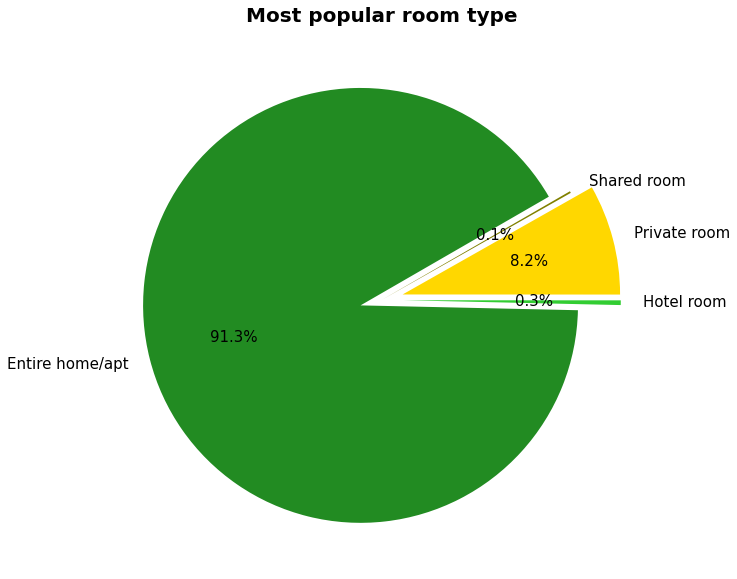 Most popular room type
Shared room
0.1%
Private room
8.2%
0.3%
Hotel room
91.3%
Entire home/apt